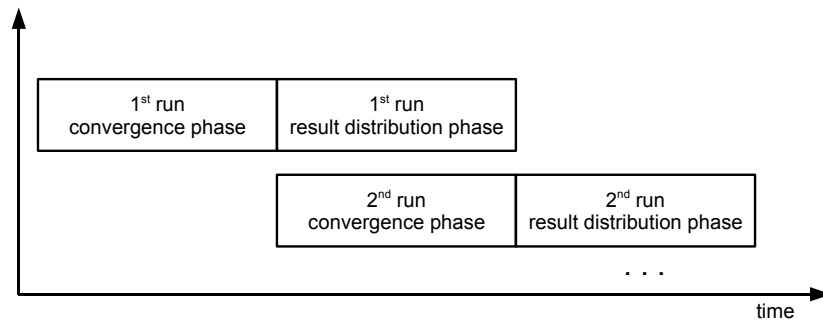 1st run
convergence phase
1st run
result distribution phase
2nd run
convergence phase
2nd run
result distribution phase
. . .
time